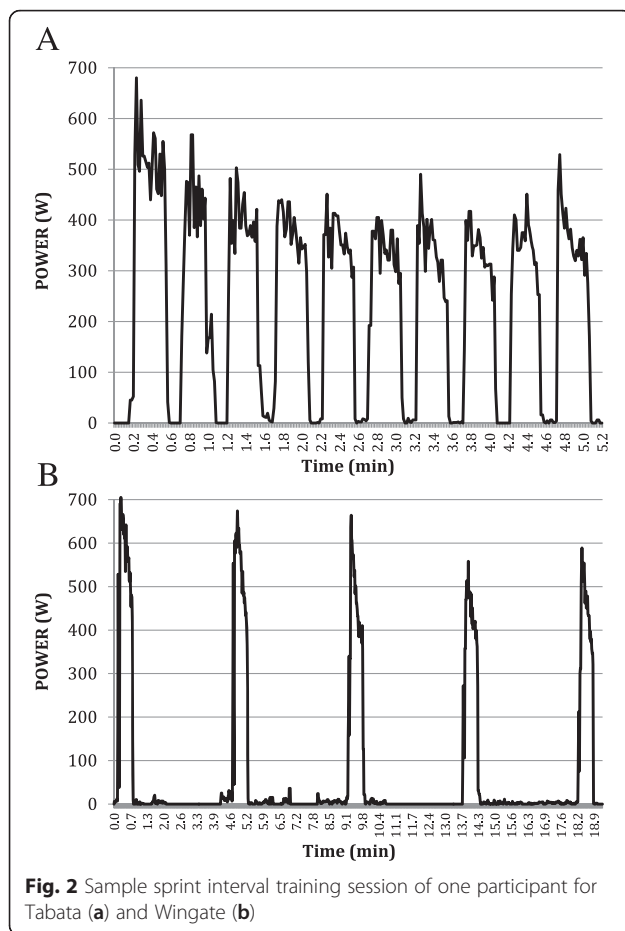 A
700
600
500
400
300
200
100
0
POWER (W)
0.0 0.2 0.4 0.6 0.8 1.0 1.2 1.4 1.6 1.8 2.0 2.2 2.4 2.6 2.8 3.0 3.2 3.4 3.6 3.8 4.0 4.2 4.4 4.6 4.8 5.0 5.2
Time (min)
B
700
600
500
400
300
200
100
0
POWER (W)
0.0 0.7 1.3 2.0 2.6 3.3 3.9 4.6 5.2 5.9 6.5 7.2 7.8 8.5 9.1 9.8 10.4 11.1 11.7 12.4 13.0 13.7 14.3 15.0 15.6 16.3 16.9 17.6 18.2 18.9
Time (min)
Fig. 2 Sample sprint interval training session of one participant for
Tabata (a) and Wingate (b)